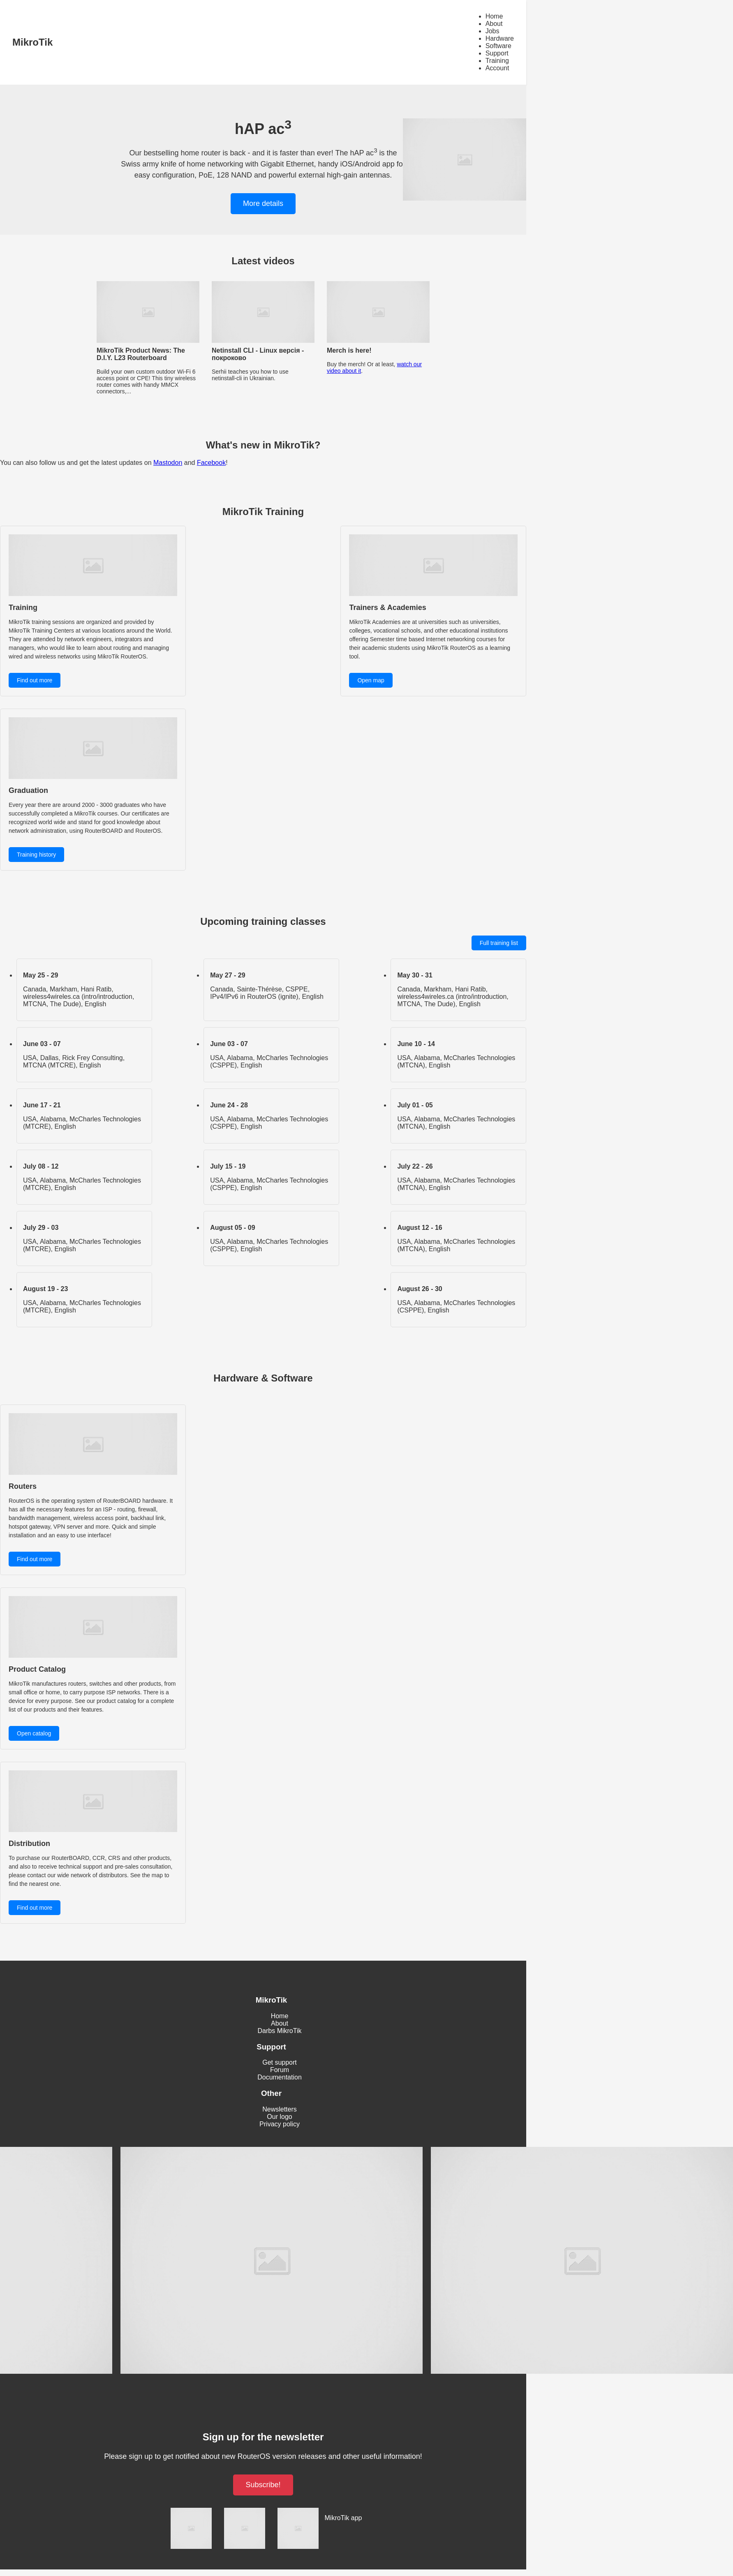 MikroTik
Home
About
Jobs
Hardware
Software
Support
Training
Account
hAP ac3
Our bestselling home router is back - and it is faster than ever! The hAP ac3 is the
Swiss army knife of home networking with Gigabit Ethernet, handy iOS/Android app fo
easy configuration, PoE, 128 NAND and powerful external high-gain antennas.
More details
Latest videos
MikroTik Product News: The
D.I.Y. L23 Routerboard
Build your own custom outdoor Wi-Fi 6
access point or CPE! This tiny wireless
router comes with handy MMCX
connectors,...
Netinstall CLI - Linux версія -
покроково
Serhii teaches you how to use
netinstall-cli in Ukrainian.
Merch is here!
Buy the merch! Or at least, watch our
video about it.
What's new in MikroTik?
You can also follow us and get the latest updates on Mastodon and Facebook!
MikroTik Training
Training
MikroTik training sessions are organized and provided by
MikroTik Training Centers at various locations around the World.
They are attended by network engineers, integrators and
managers, who would like to learn about routing and managing
wired and wireless networks using MikroTik RouterOS.
Find out more
Trainers & Academies
MikroTik Academies are at universities such as universities,
colleges, vocational schools, and other educational institutions
offering Semester time based Internet networking courses for
their academic students using MikroTik RouterOS as a learning
tool.
Open map
Graduation
Every year there are around 2000 - 3000 graduates who have
successfully completed a MikroTik courses. Our certificates are
recognized world wide and stand for good knowledge about
network administration, using RouterBOARD and RouterOS.
Training history
Upcoming training classes
Full training list
May 25 - 29
Canada, Markham, Hani Ratib,
wireless4wireles.ca (intro/introduction,
MTCNA, The Dude), English
May 27 - 29
Canada, Sainte-Thérèse, CSPPE,
IPv4/IPv6 in RouterOS (ignite), English
May 30 - 31
Canada, Markham, Hani Ratib,
wireless4wireles.ca (intro/introduction,
MTCNA, The Dude), English
June 03 - 07
USA, Dallas, Rick Frey Consulting,
MTCNA (MTCRE), English
June 03 - 07
USA, Alabama, McCharles Technologies
(CSPPE), English
June 10 - 14
USA, Alabama, McCharles Technologies
(MTCNA), English
June 17 - 21
USA, Alabama, McCharles Technologies
(MTCRE), English
June 24 - 28
USA, Alabama, McCharles Technologies
(CSPPE), English
July 01 - 05
USA, Alabama, McCharles Technologies
(MTCNA), English
July 08 - 12
USA, Alabama, McCharles Technologies
(MTCRE), English
July 15 - 19
USA, Alabama, McCharles Technologies
(CSPPE), English
July 22 - 26
USA, Alabama, McCharles Technologies
(MTCNA), English
July 29 - 03
USA, Alabama, McCharles Technologies
(MTCRE), English
August 05 - 09
USA, Alabama, McCharles Technologies
(CSPPE), English
August 12 - 16
USA, Alabama, McCharles Technologies
(MTCNA), English
August 19 - 23
USA, Alabama, McCharles Technologies
(MTCRE), English
August 26 - 30
USA, Alabama, McCharles Technologies
(CSPPE), English
Hardware & Software
Routers
RouterOS is the operating system of RouterBOARD hardware. It
has all the necessary features for an ISP - routing, firewall,
bandwidth management, wireless access point, backhaul link,
hotspot gateway, VPN server and more. Quick and simple
installation and an easy to use interface!
Find out more
Product Catalog
MikroTik manufactures routers, switches and other products, from
small office or home, to carry purpose ISP networks. There is a
device for every purpose. See our product catalog for a complete
list of our products and their features.
Open catalog
Distribution
To purchase our RouterBOARD, CCR, CRS and other products,
and also to receive technical support and pre-sales consultation,
please contact our wide network of distributors. See the map to
find the nearest one.
Find out more
MikroTik
Home
About
Darbs MikroTik
Support
Get support
Forum
Documentation
Other
Newsletters
Our logo
Privacy policy
Sign up for the newsletter
Please sign up to get notified about new RouterOS version releases and other useful information!
Subscribe!
MikroTik app